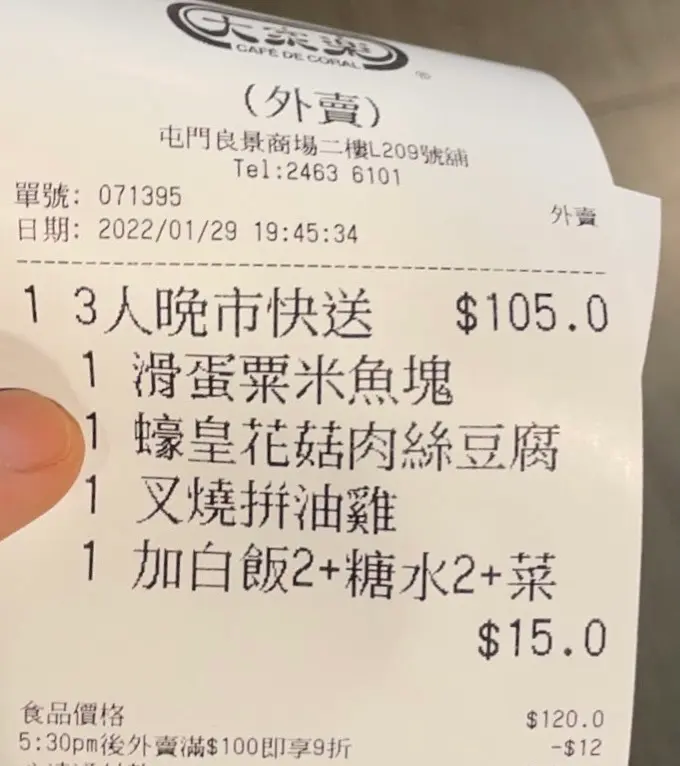 大家樂
CAFÉ DE CORAL
®
(外賣)
屯門良景商場二樓L209號舖
Tel:2463 6101
單號: 071395
外賣
日期: 2022/01/29 19:45:34
1 3人晚市快送 $105.0
1 滑蛋粟米魚塊
1 蠔皇花菇肉絲豆腐
1 叉燒拼油雞
1 加白飯2+糖水2+菜
$15.0
食品價格 $120.0
5:30pm後外賣滿$100即享9折 -$12